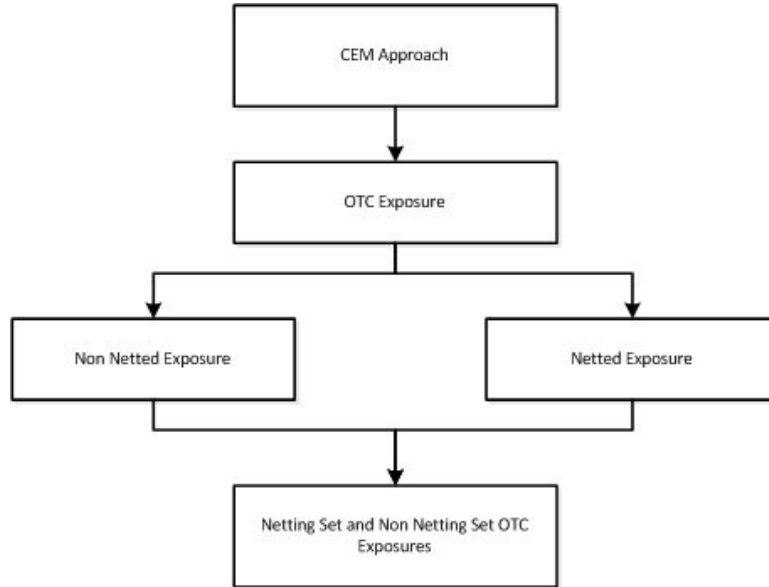 CEM Approach
OTC Exposure
Non Netted Exposure
Netted Exposure
Netting Set and Non Netting Set OTC
Exposures